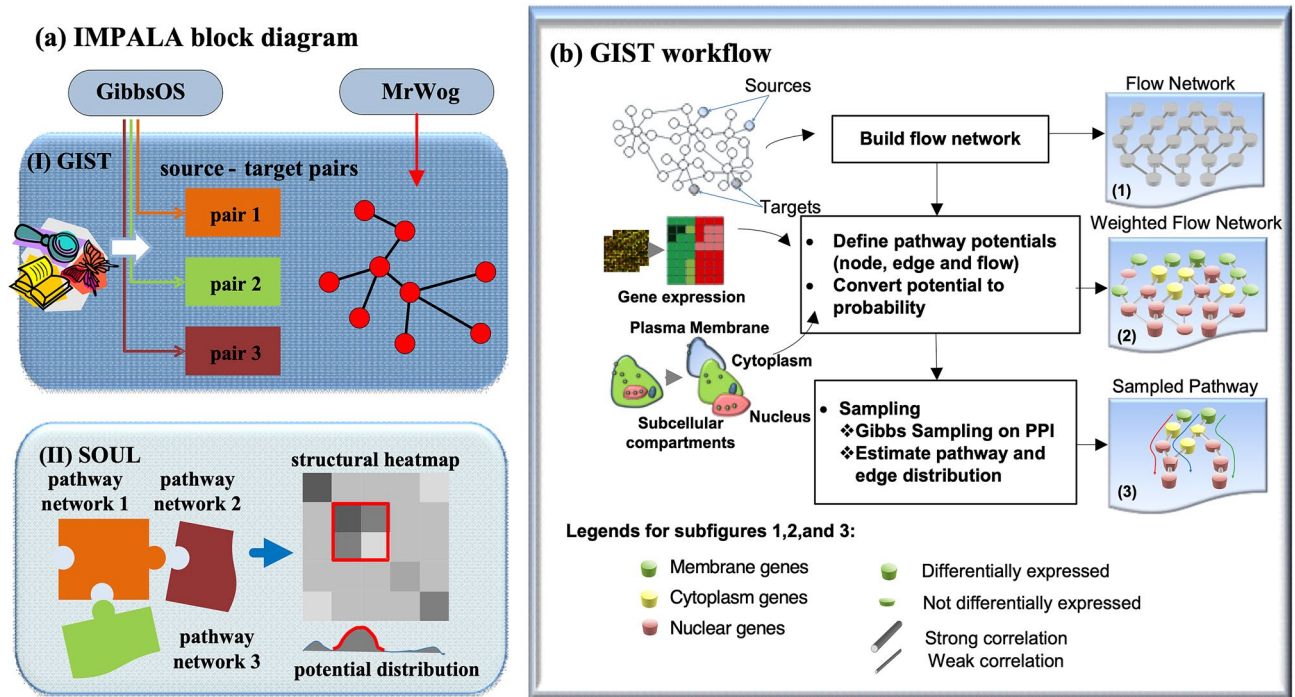 (a) IMPALA block diagram
GibbsOS
MrWog
(I) GIST
source - target pairs
pair 1
pair 2
pair 3
(II) SOUL
pathway
network 1
pathway
network 2
pathway
network 3
structural heatmap
potential distribution
(b) GIST workflow
Sources
Targets
Build flow network
Flow Network
(1)
Gene expression
• Define pathway potentials
(node, edge and flow)
• Convert potential to
probability
Weighted Flow Network
(2)
Plasma Membrane
Cytoplasm
Nucleus
Subcellular
compartments
• Sampling
❖Gibbs Sampling on PPI
❖Estimate pathway and
edge distribution
Sampled Pathway
(3)
Legends for subfigures 1,2,and 3:
Membrane genes
Cytoplasm genes
Nuclear genes
Differentially expressed
Not differentially expressed
Strong correlation
Weak correlation